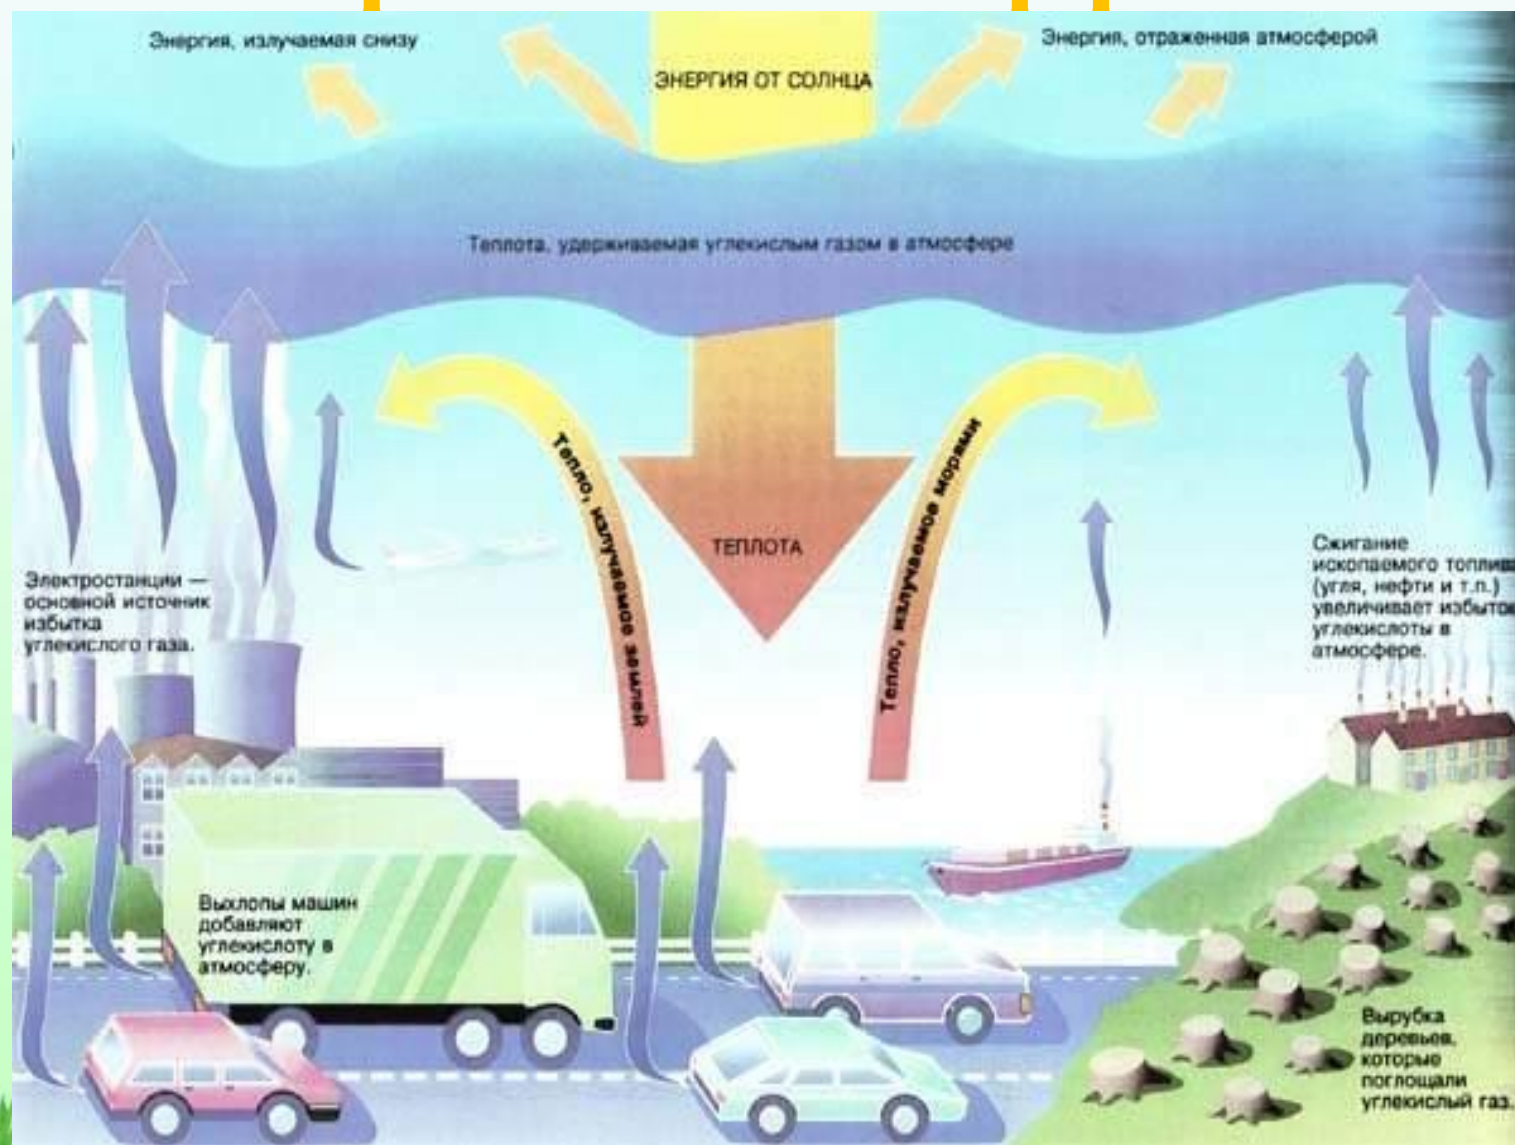 Энергия, излучаемая снизу
Энергия, отраженная атмосферой
ЭНЕРГИЯ ОТ СОЛНЦА
Теплота, удерживаемая углекислым газом в атмосфере
Тепло, излучаемое землей
Тепло, излучаемое морями
ТЕПЛОТА
Электростанции —
основной источник
избытка
углекислого газа.
Сжигание
ископаемого топлива
(угля, нефти и т.п.)
увеличивает избыток
углекислоты в
атмосфере.
Выхлопы машин
добавляют
углекислоту в
атмосферу.
Вырубка
деревьев,
которые
поглощали
углекислый газ.